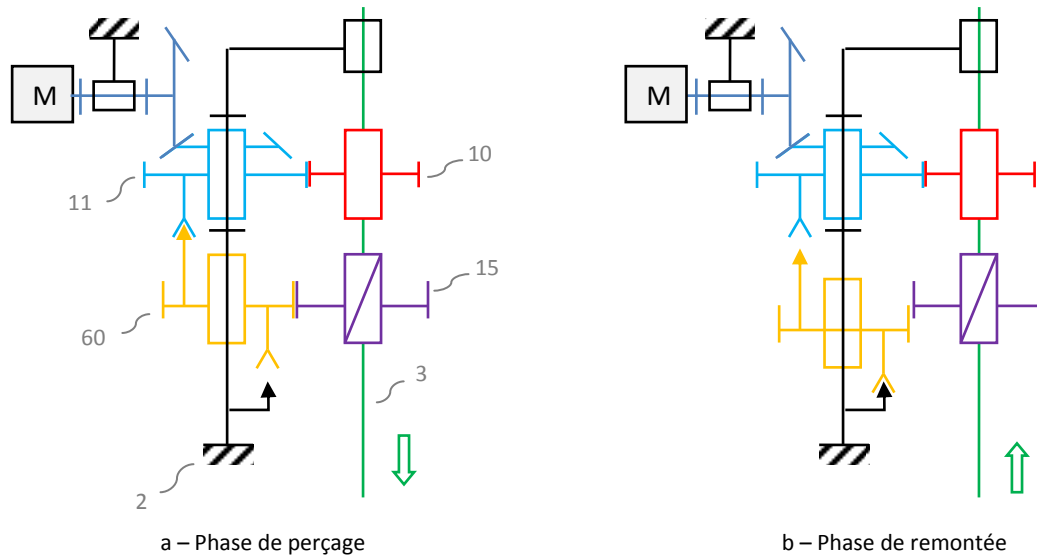 M
M
10
11
15
60
3
2
a – Phase de perçage
b – Phase de remontée